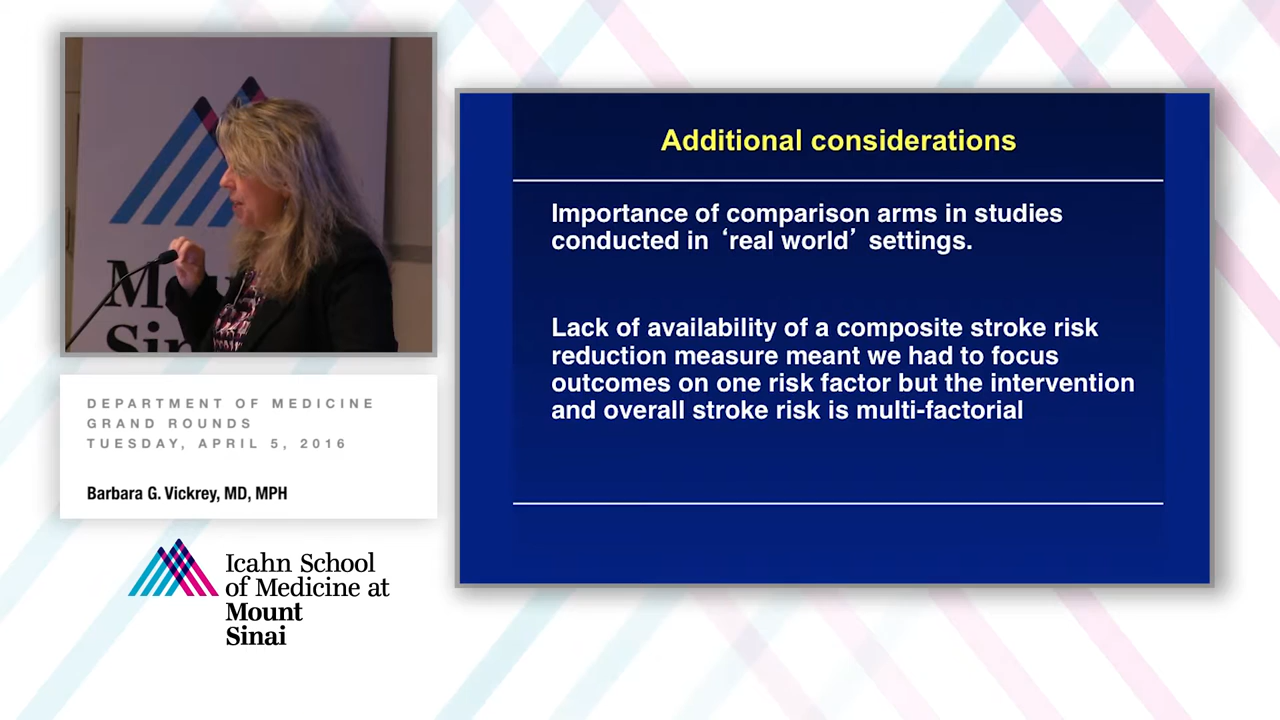 Mount
Sinai
DEPARTMENT OF MEDICINE
GRAND ROUNDS
TUESDAY, APRIL 5, 2016
Barbara G. Vickrey, MD, MPH
Icahn School
of Medicine at
Mount
Sinai
Additional considerations
Importance of comparison arms in studies
conducted in ‘real world’ settings.
Lack of availability of a composite stroke risk
reduction measure meant we had to focus
outcomes on one risk factor but the intervention
and overall stroke risk is multi-factorial